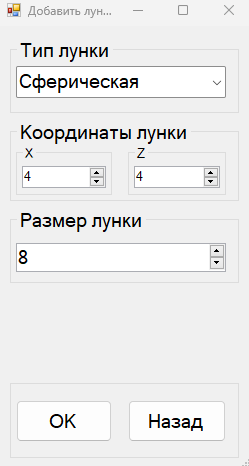 Добавить лун...
Тип лунки
Сферическая
Координаты лунки
X Z
4 4
Размер лунки
8
OK Назад